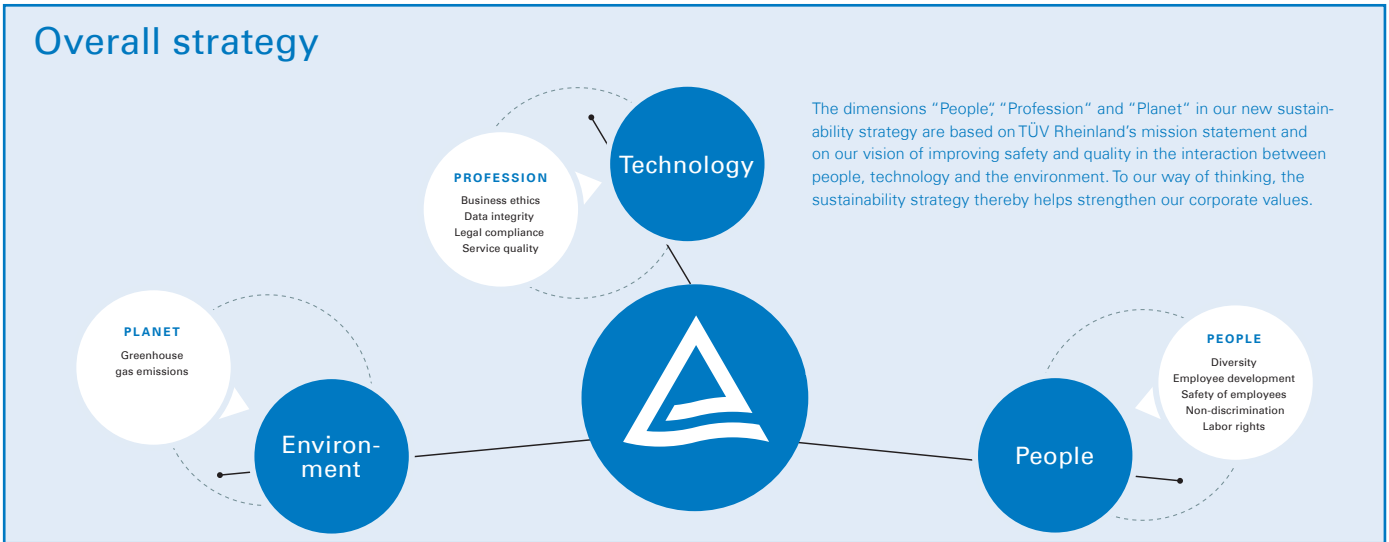 Overall strategy
The dimensions “People”, “Profession“ and “Planet“ in our new sustain-
ability strategy are based on TÜV Rheinland’s mission statement and
on our vision of improving safety and quality in the interaction between
people, technology and the environment. To our way of thinking, the
sustainability strategy thereby helps strengthen our corporate values.
Technology
PROFESSION
Business ethics
Data integrity
Legal compliance
Service quality
PLANET
Greenhouse
gas emissions
Environ-
ment
PEOPLE
Diversity
Employee development
Safety of employees
Non-discrimination
Labor rights
People